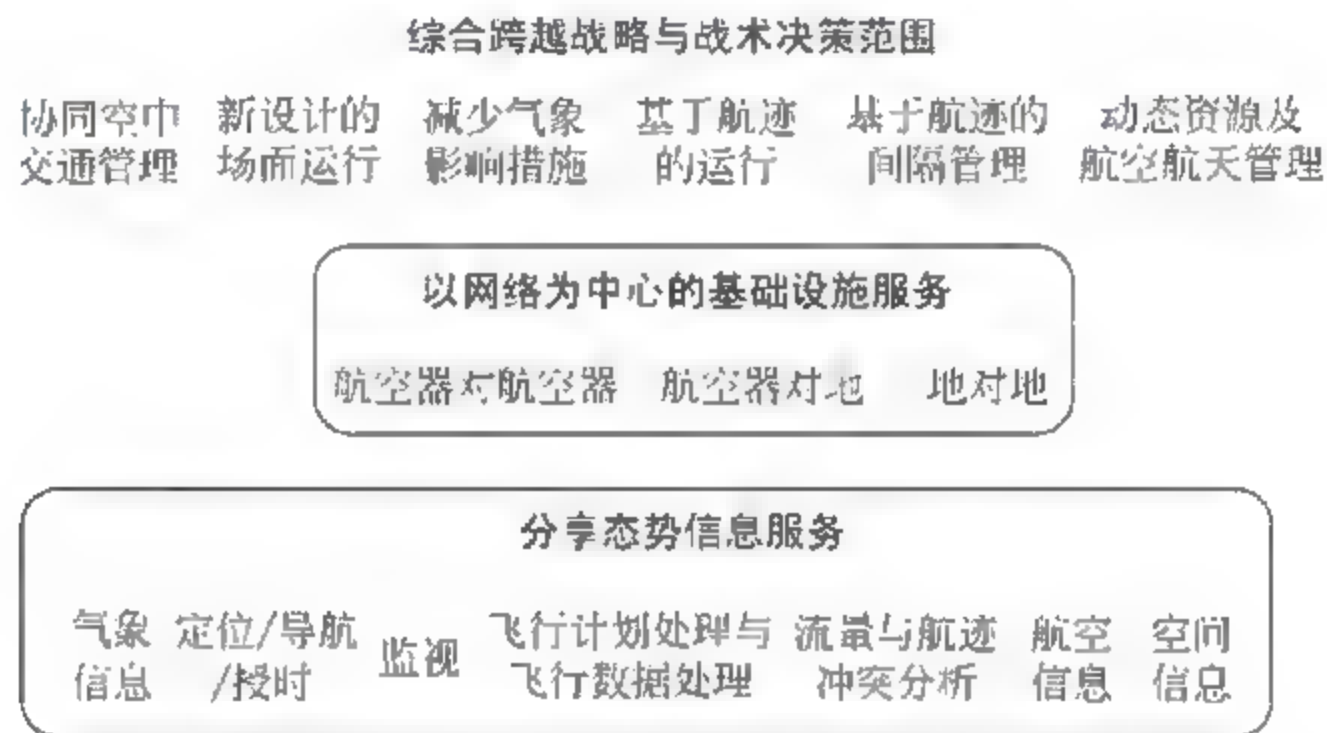 综合跨越战略与战术决策范围
协同空中 新设计的 减少气象 基于航迹 基于航迹的 动态资源及
交通管理 场面运行 影响措施 的运行 间隔管理 航空航天管理
以网络为中心的基础设施服务
航空器对航空器 航空器对地 地对地
分享态势信息服务
气象 定位/导航 监视 飞行计划处理与 流量与航迹 航空 空间
信息 /授时 飞行数据处理 冲突分析 信息 信息